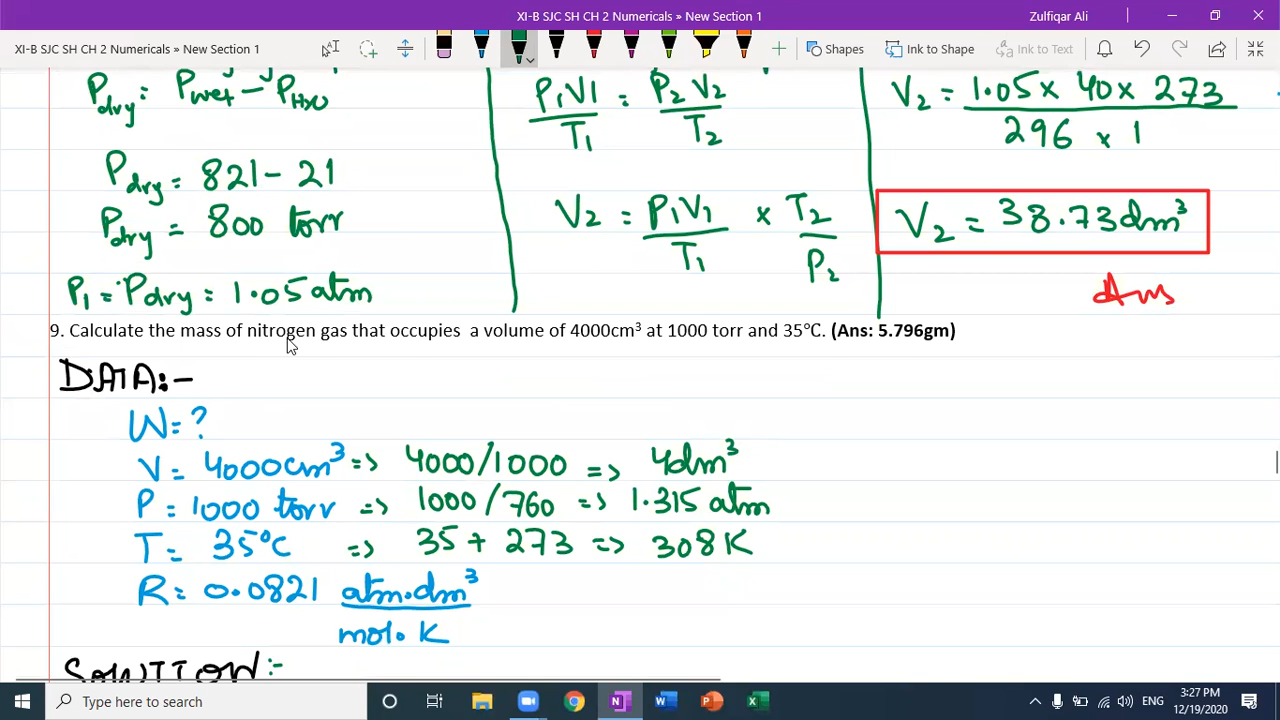 XI-B SJC SH CH 2 Numericals » New Section 1
Zulfiqar Ali
XI-B SJC SH CH 2 Numericals » New Section 1
Shapes
Ink to Shape
Ink to Text
Pdry = Pwet - PH2O
Pdry = 821 - 21
Pdry = 800 torr
P1 = Pdry = 1.05 atm
P1V1 = P2 V2
T1 T2
V2 = P1V1 x T2
T1 P2
V2 = 1.05 x 40 x 273
296 x 1
V2 = 38.73 dm³
Ans
9. Calculate the mass of nitrogen gas that occupies a volume of 4000cm³ at 1000 torr and 35°C. (Ans: 5.796gm)
DATA:-
W = ?
V = 4000cm³ => 4000/1000 => 4dm³
P = 1000 torr => 1000/760 => 1.315 atm
T = 35°C => 35 + 273 => 308 K
R = 0.0821 atm.dm³
mol. K
SOLUTION:-
Type here to search
ENG
3:27 PM
12/19/2020